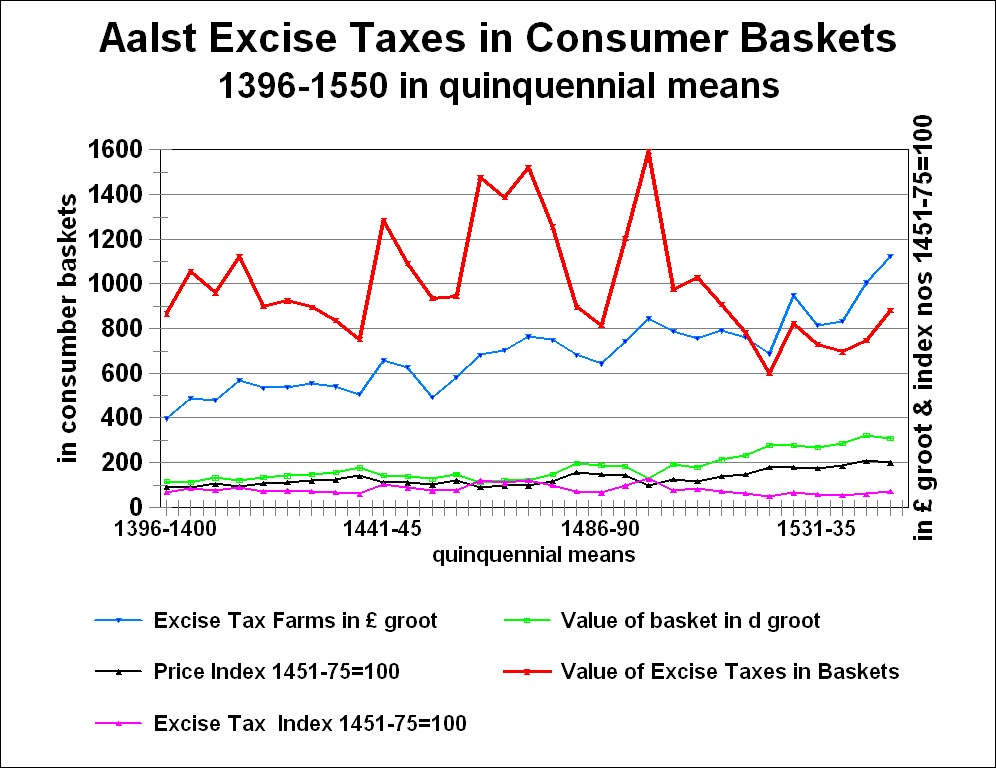 Aalst Excise Taxes in Consumer Baskets
1396-1550 in quinquennial means
in consumber baskets
1600
1400
1200
1000
800
600
400
200
0
1396-1400
1441-45
1486-90
1531-35
quinquennial means
in £ groot & index nos 1451-75=100
Excise Tax Farms in £ groot
Value of basket in d groot
Price Index 1451-75=100
Value of Excise Taxes in Baskets
Excise Tax  Index 1451-75=100